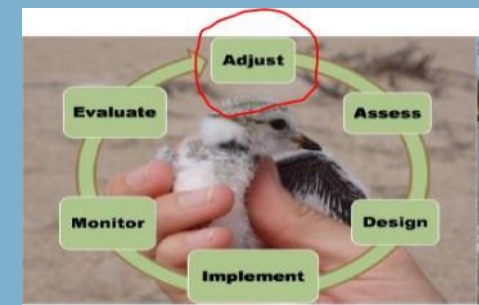 Adjust
Assess
Design
Implement
Monitor
Evaluate